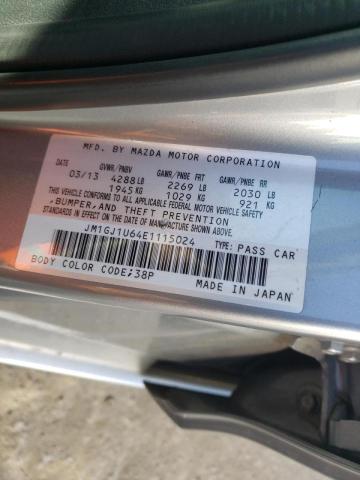 MFD. BY MAZDA MOTOR CORPORATION
DATE GVWR/PNBV GAWR/PNBE FRT GAWR/PNBE RR
03/13 4288 LB 2269 LB 2030 LB
1945 KG 1029 KG 921 KG
THIS VEHICLE CONFORMS TO ALL APPLICABLE FEDERAL MOTOR VEHICLE SAFETY
,BUMPER,AND THEFT PREVENTION
STANDARDS IN EFFECT ON THE DATE OF MANUFACTURE SHOWN ABOVE.
JM1GJ1U64E1115024 TYPE: PASS CAR
BODY COLOR CODE:38P MADE IN JAPAN